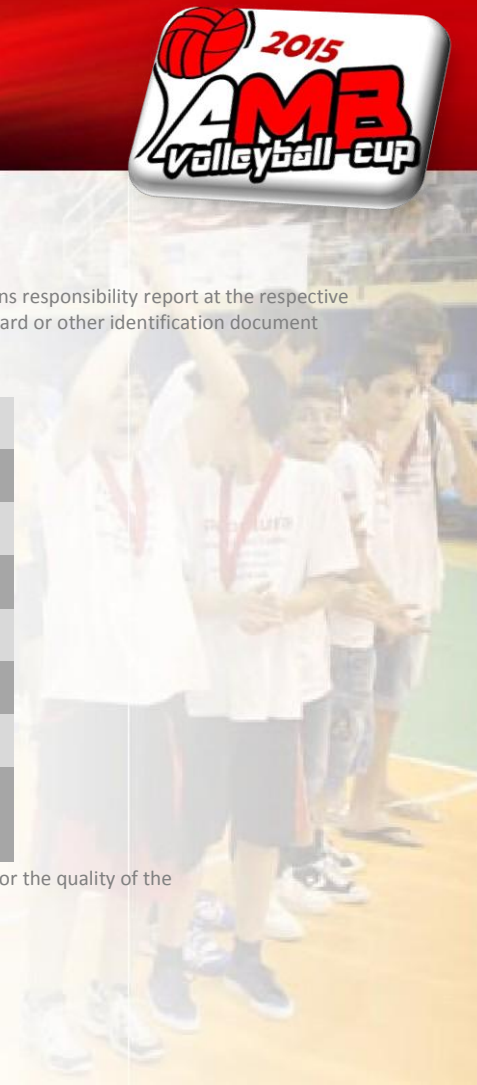 2015
AMB
Volleyball cup
ns responsibility report at the respective
ard or other identification document
or the quality of the